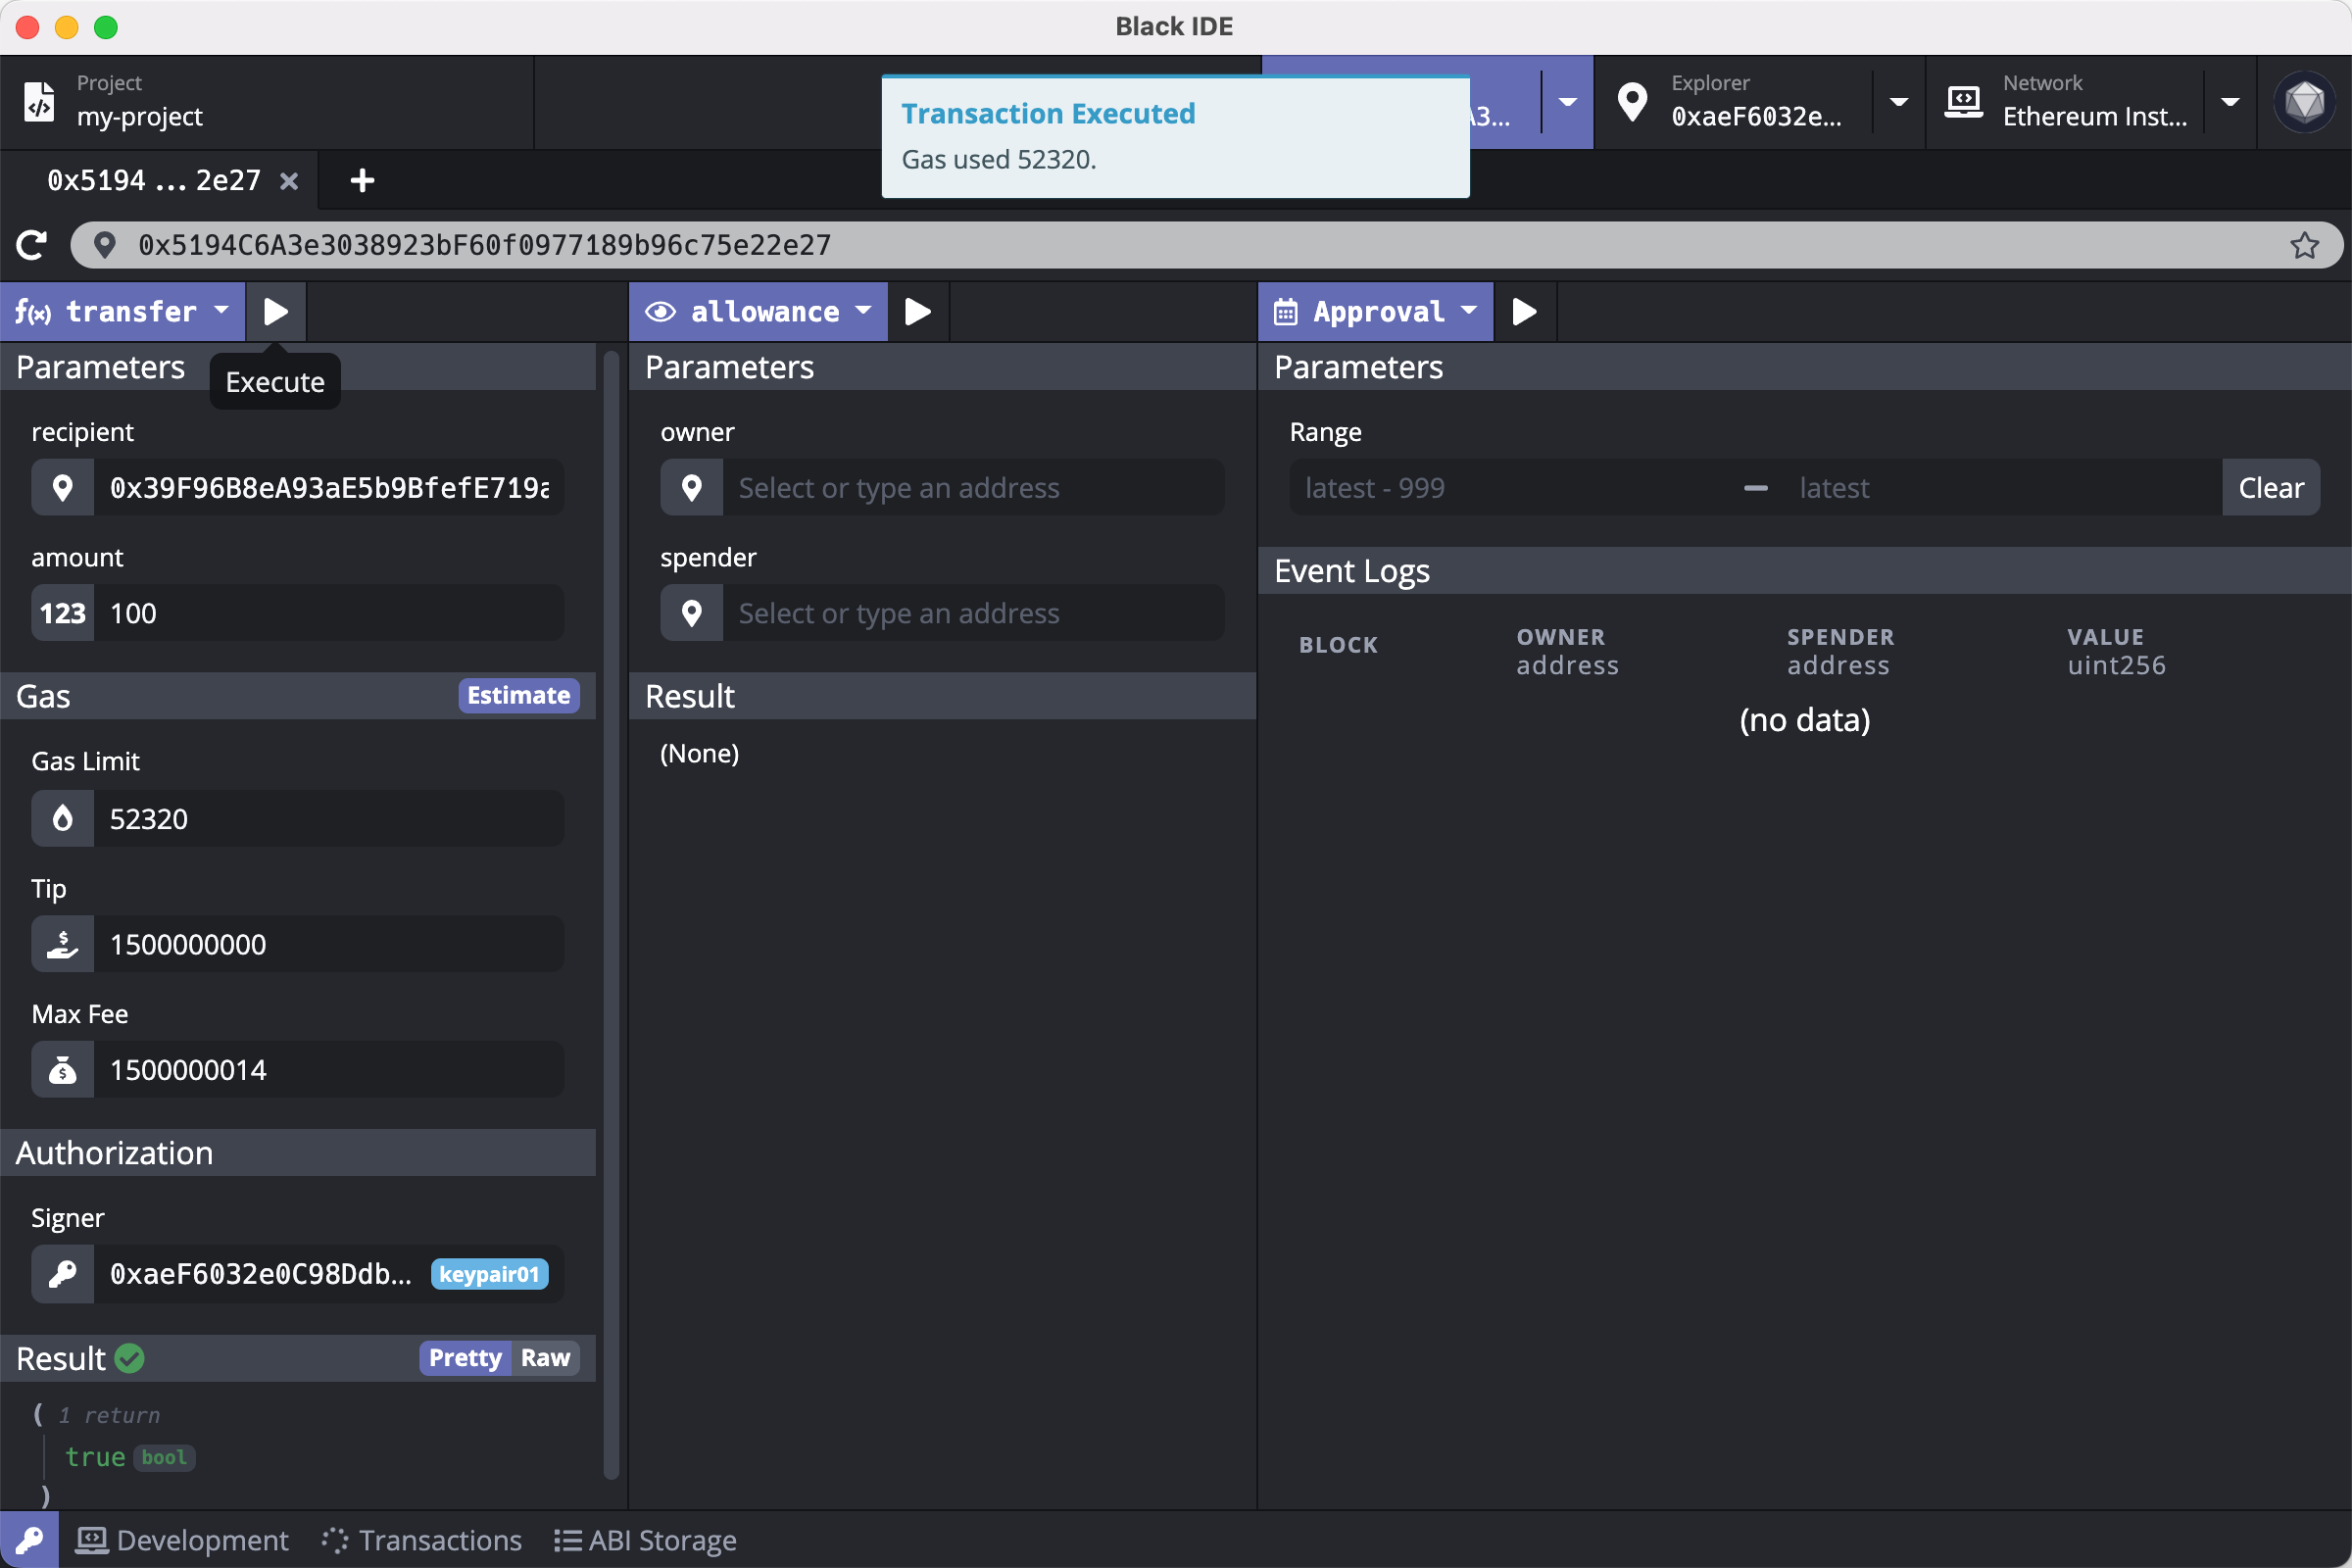 Black IDE
Project
my-project
Transaction Executed
Gas used 52320.
A3...
Explorer
0xaeF6032e...
Network
Ethereum Inst...
0x5194 ... 2e27
0x5194C6A3e3038923bF60f0977189b96c75e22e27
f(x) transfer
allowance
Approval
Parameters
Execute
recipient
0x39F96B8eA93aE5b9BfefE719a
amount
123 100
Gas
Estimate
Gas Limit
52320
Tip
1500000000
Max Fee
1500000014
Authorization
Signer
0xaeF6032e0C98Ddb... keypair01
Result
Pretty Raw
( 1 return
true bool
)
Parameters
owner
Select or type an address
spender
Select or type an address
Result
(None)
Parameters
Range
latest - 999 — latest Clear
Event Logs
BLOCK OWNER SPENDER VALUE
address address uint256
(no data)
Development Transactions ABI Storage